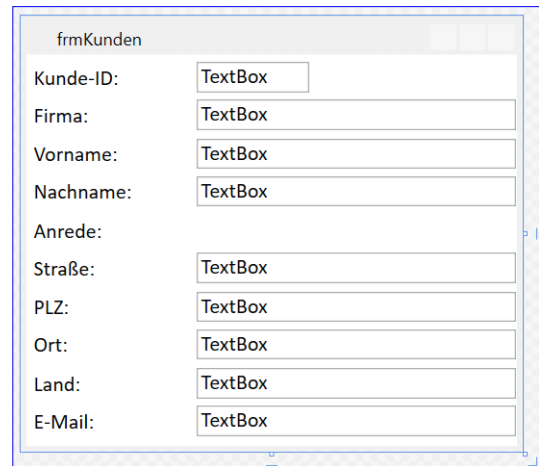 frmKunden
Kunde-ID: TextBox
Firma: TextBox
Vorname: TextBox
Nachname: TextBox
Anrede:
Straße: TextBox
PLZ: TextBox
Ort: TextBox
Land: TextBox
E-Mail: TextBox